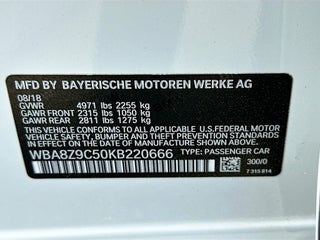 MFD BY BAYERISCHE MOTOREN WERKE AG
08/18
GVWR 4971 lbs 2255 kg
GAWR FRONT 2315 lbs 1050 kg
GAWR REAR 2811 lbs 1275 kg
THIS VEHICLE CONFORMS TO ALL APPLICABLE U.S. FEDERAL MOTOR
VEHICLE SAFETY, BUMPER AND THEFT PREVENTION STANDARDS
IN EFFECT ON THE DATE OF MANUFACTURE SHOWN ABOVE.
WBA8Z9C50KB220666 TYPE: PASSENGER CAR
300/0
7 315 814